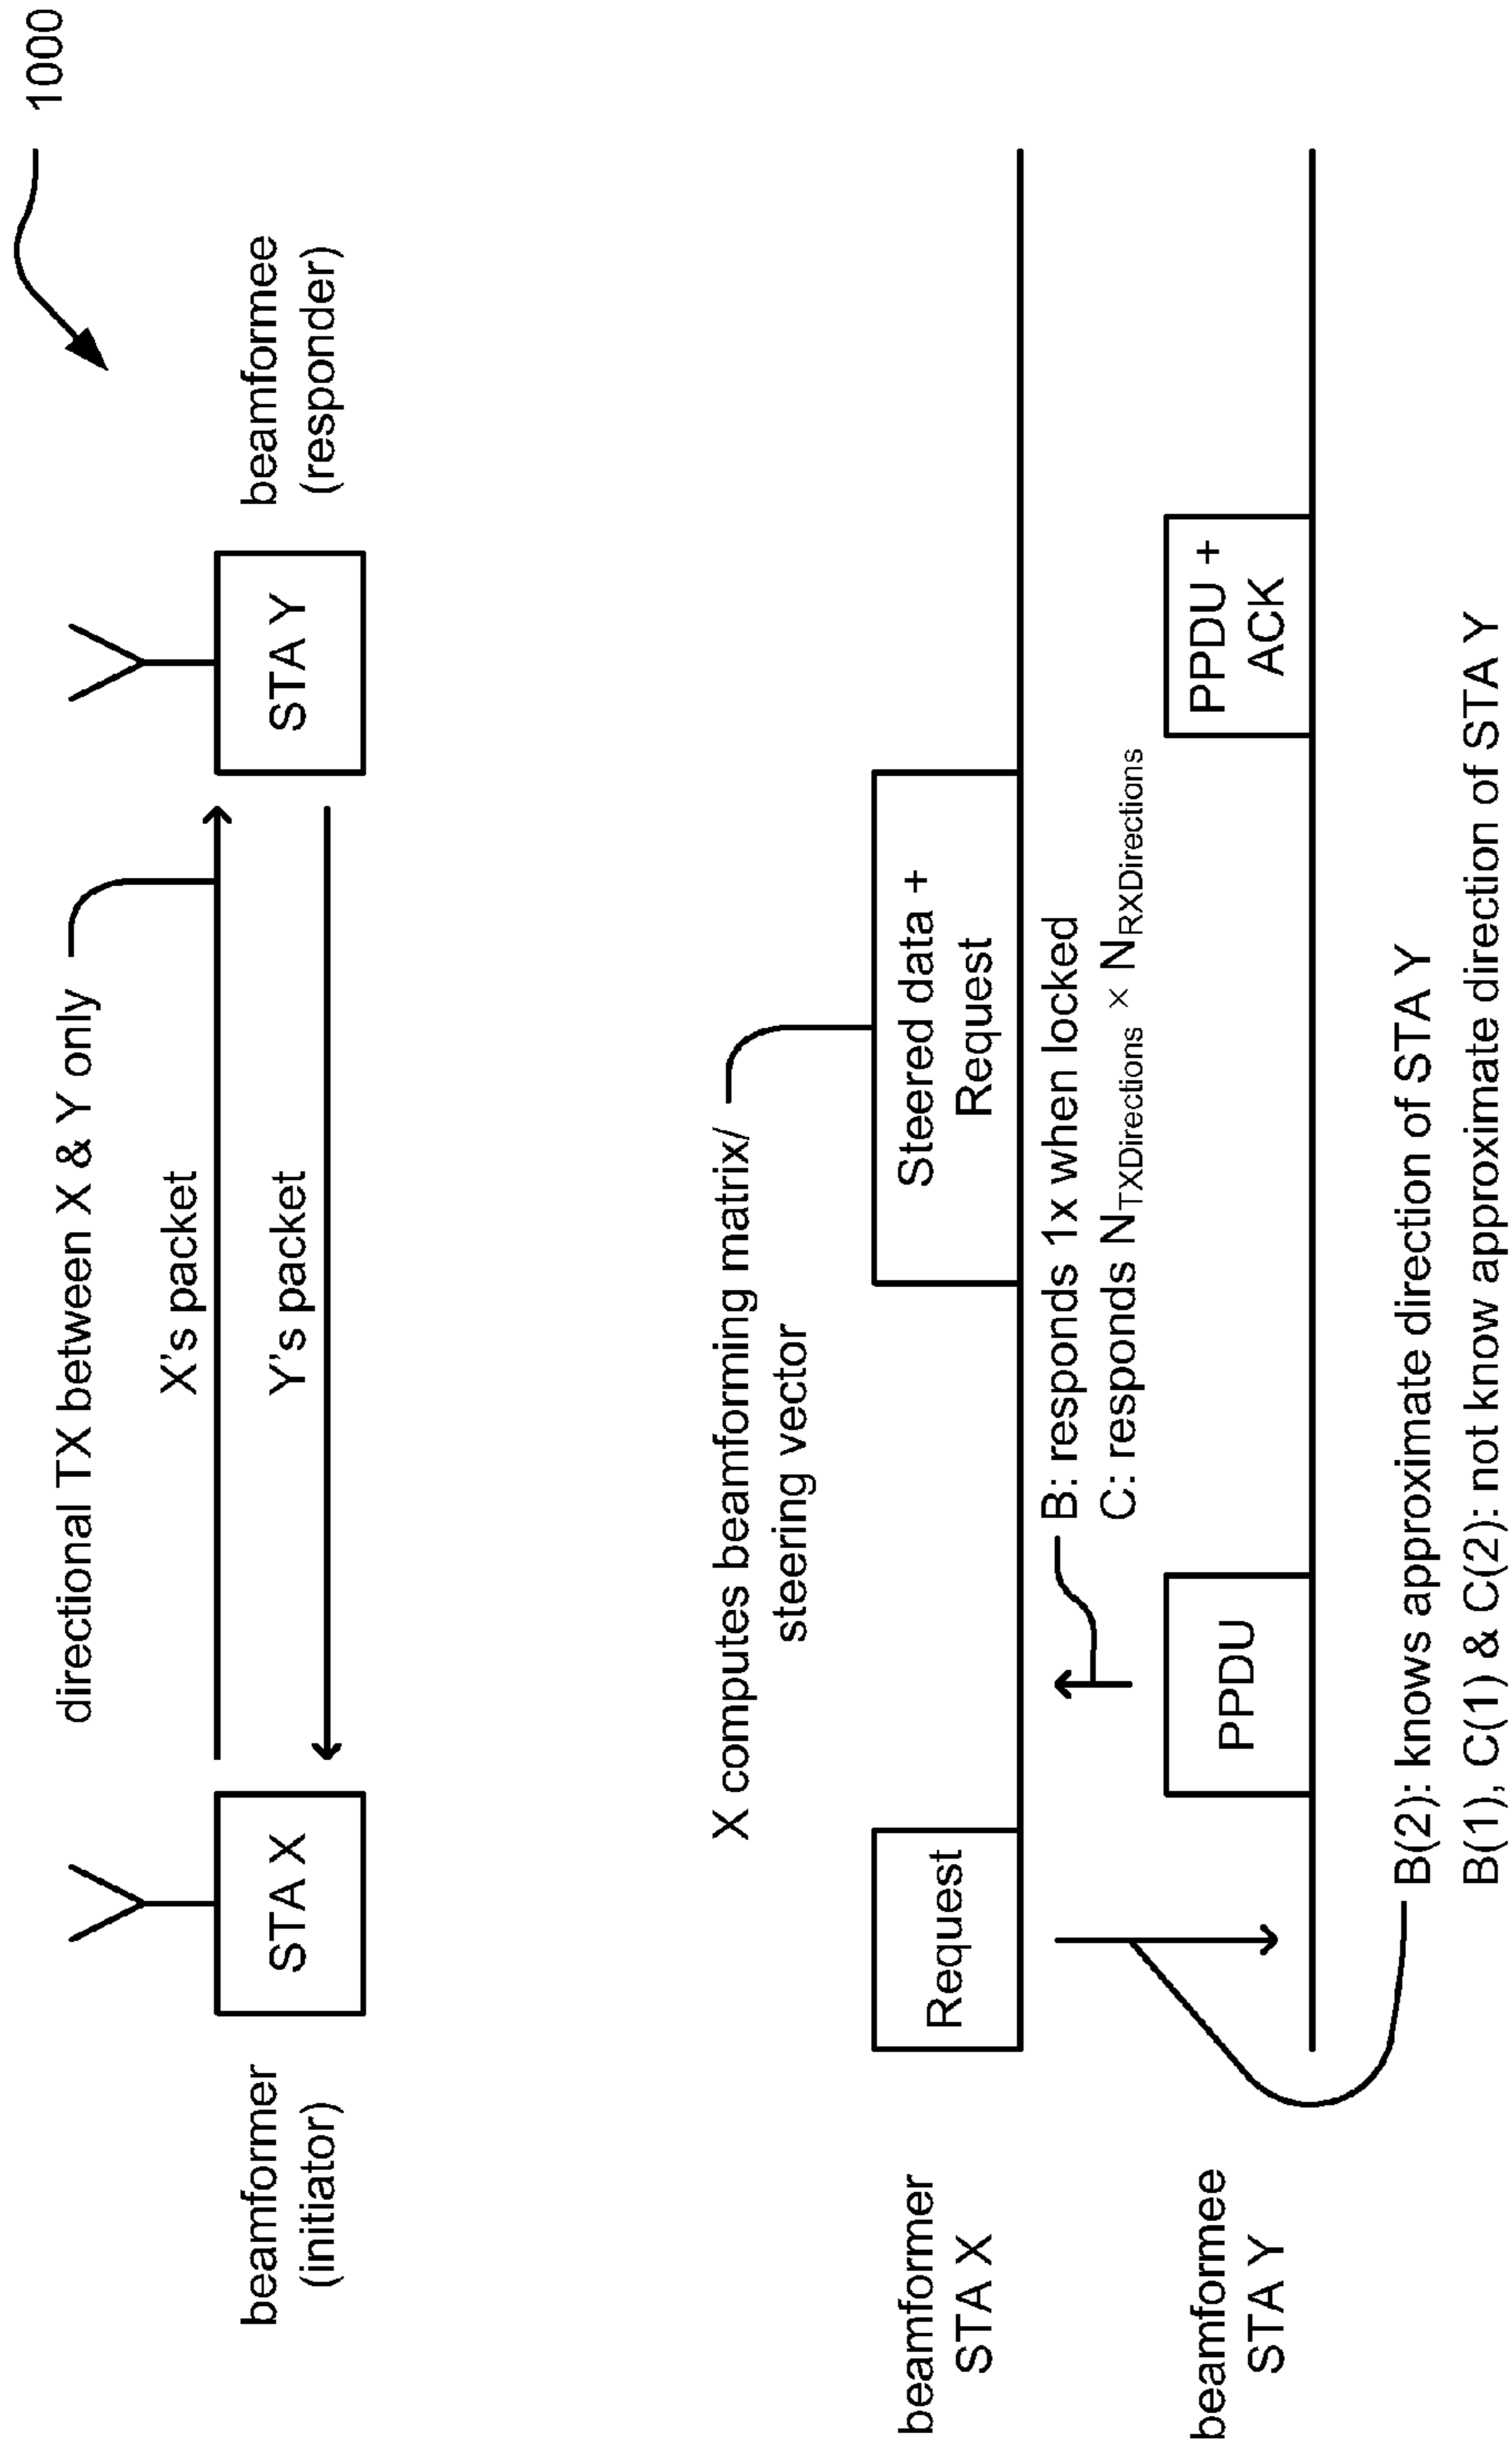 1000
directional TX between X & Y only
X's packet
Y's packet
beamformer
(initiator)
STA X
STA Y
beamformee
(responder)
X computes beamforming matrix/
steering vector
beamformer
STA X
Request
Steered data +
Request
B: responds 1x when locked
C: responds NTXDirections × NRXDirections
beamformee
STA Y
PPDU
PPDU +
ACK
B(2): knows approximate direction of STA Y
B(1), C(1) & C(2): not know approximate direction of STA Y